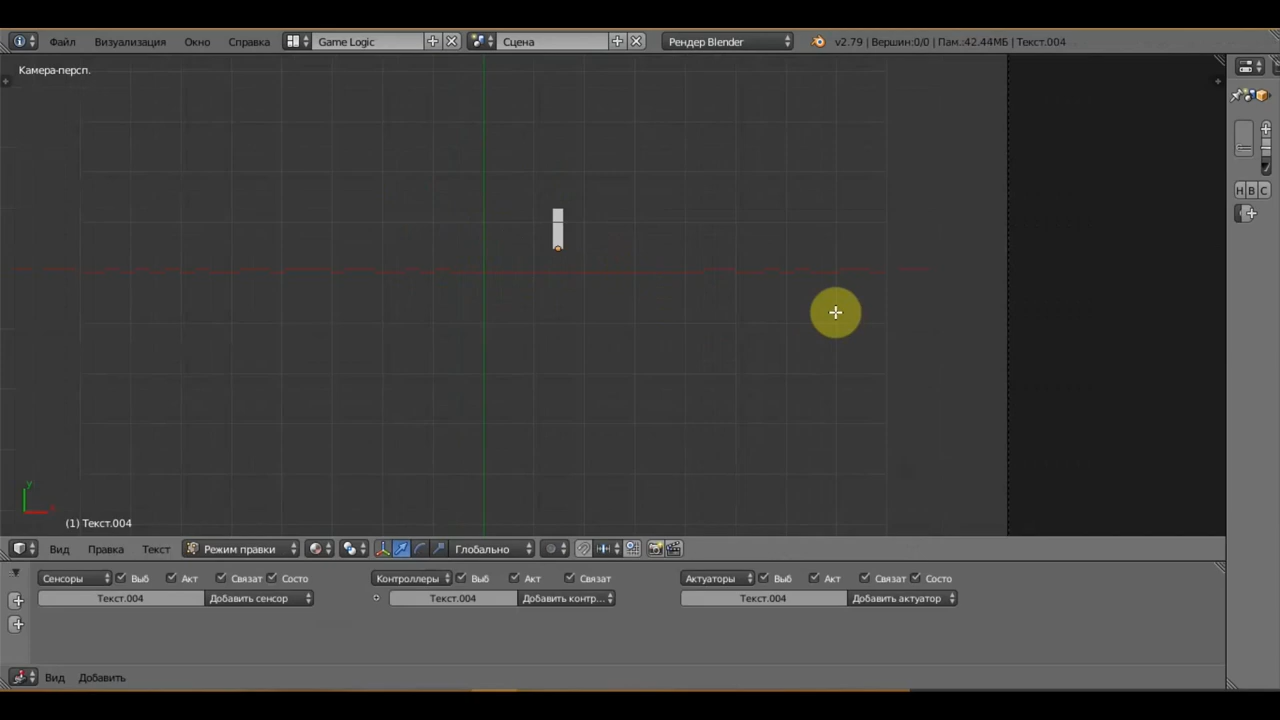 Файл Визуализация Окно Справка Game Logic Сцена Рендер Blender v2.79 | Вершин:0/0 | Пам.:42.44МБ | Текст.004
Камера-персп.
Н В С
y
(1) Текст.004
Вид Правка Текст Режим правки Глобально
Сенсоры Выб Акт Связат Состо Контроллеры Выб Акт Связат Актуаторы Выб Акт Связат Состо
Текст.004 Добавить сенсор Текст.004 Добавить контр... Текст.004 Добавить актуатор
Вид Добавить